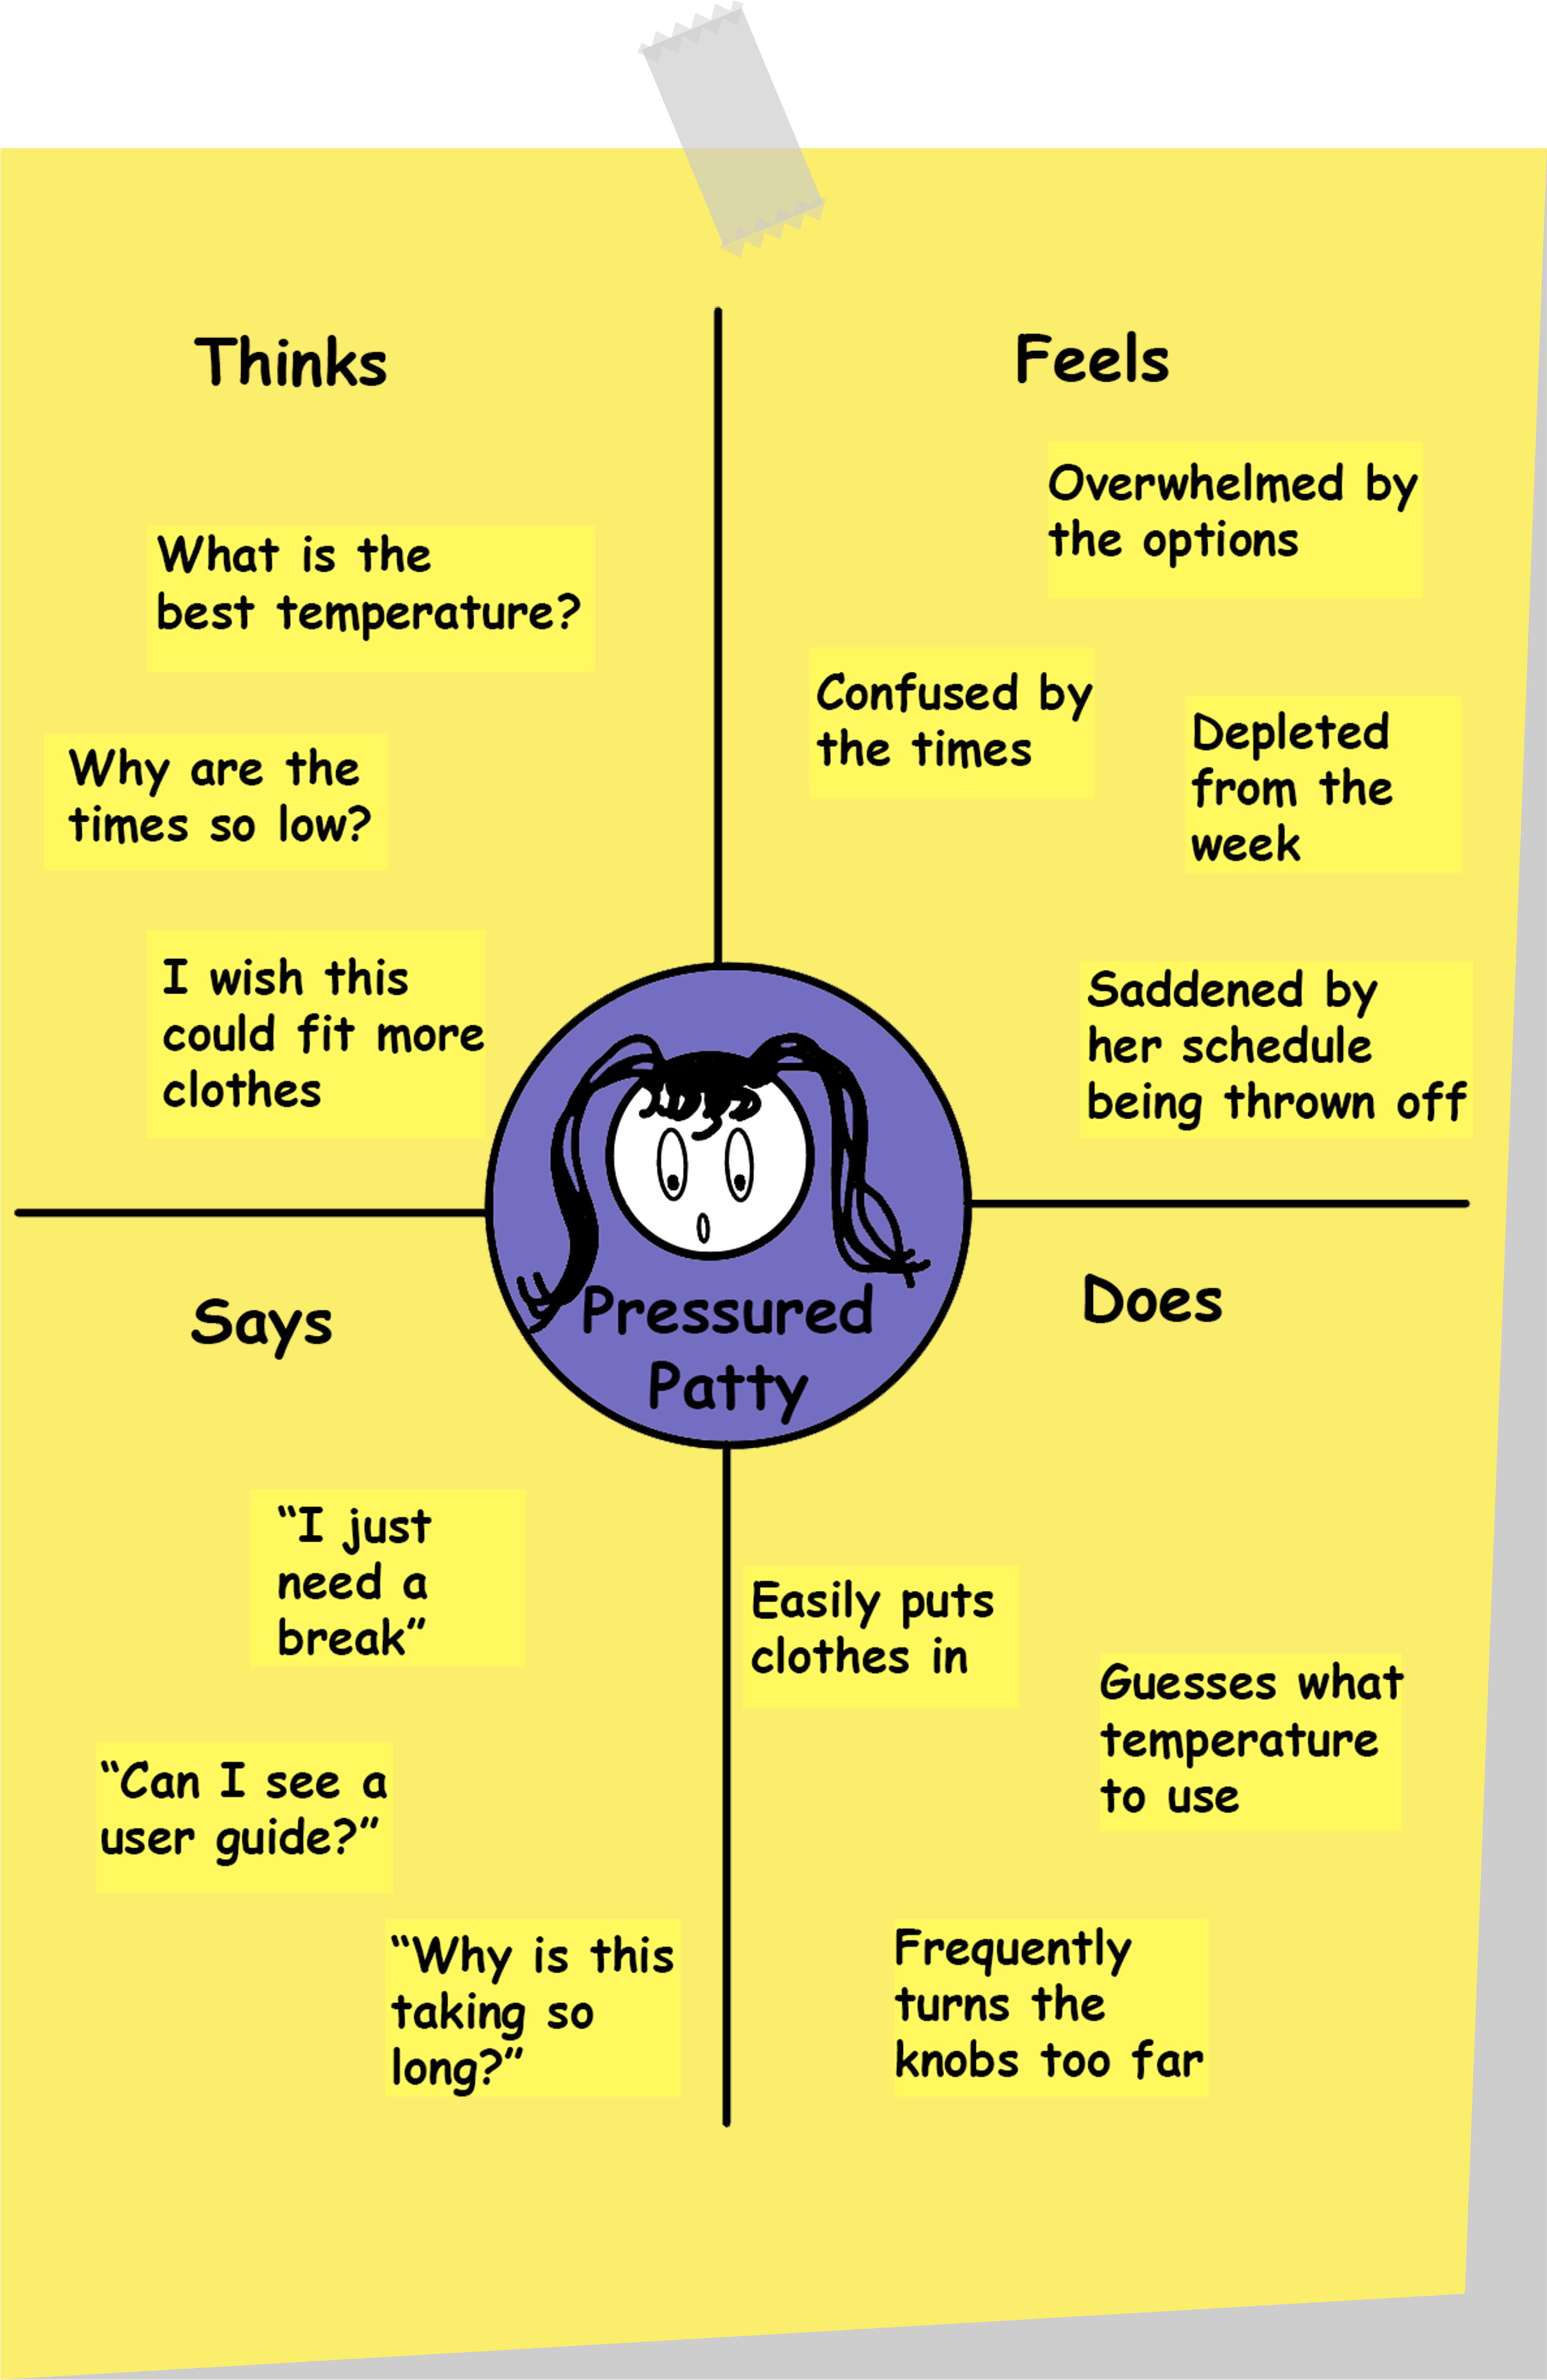 Thinks
What is the
best temperature?
Why are the
times so low?
I wish this
could fit more
clothes
Feels
Overwhelmed by
the options
Confused by
the times
Depleted
from the
week
Saddened by
her schedule
being thrown off
Pressured
Patty
Says
“I just
need a
break”
“Can I see a
user guide?”
“Why is this
taking so
long?”
Does
Easily puts
clothes in
Guesses what
temperature
to use
Frequently
turns the
knobs too far